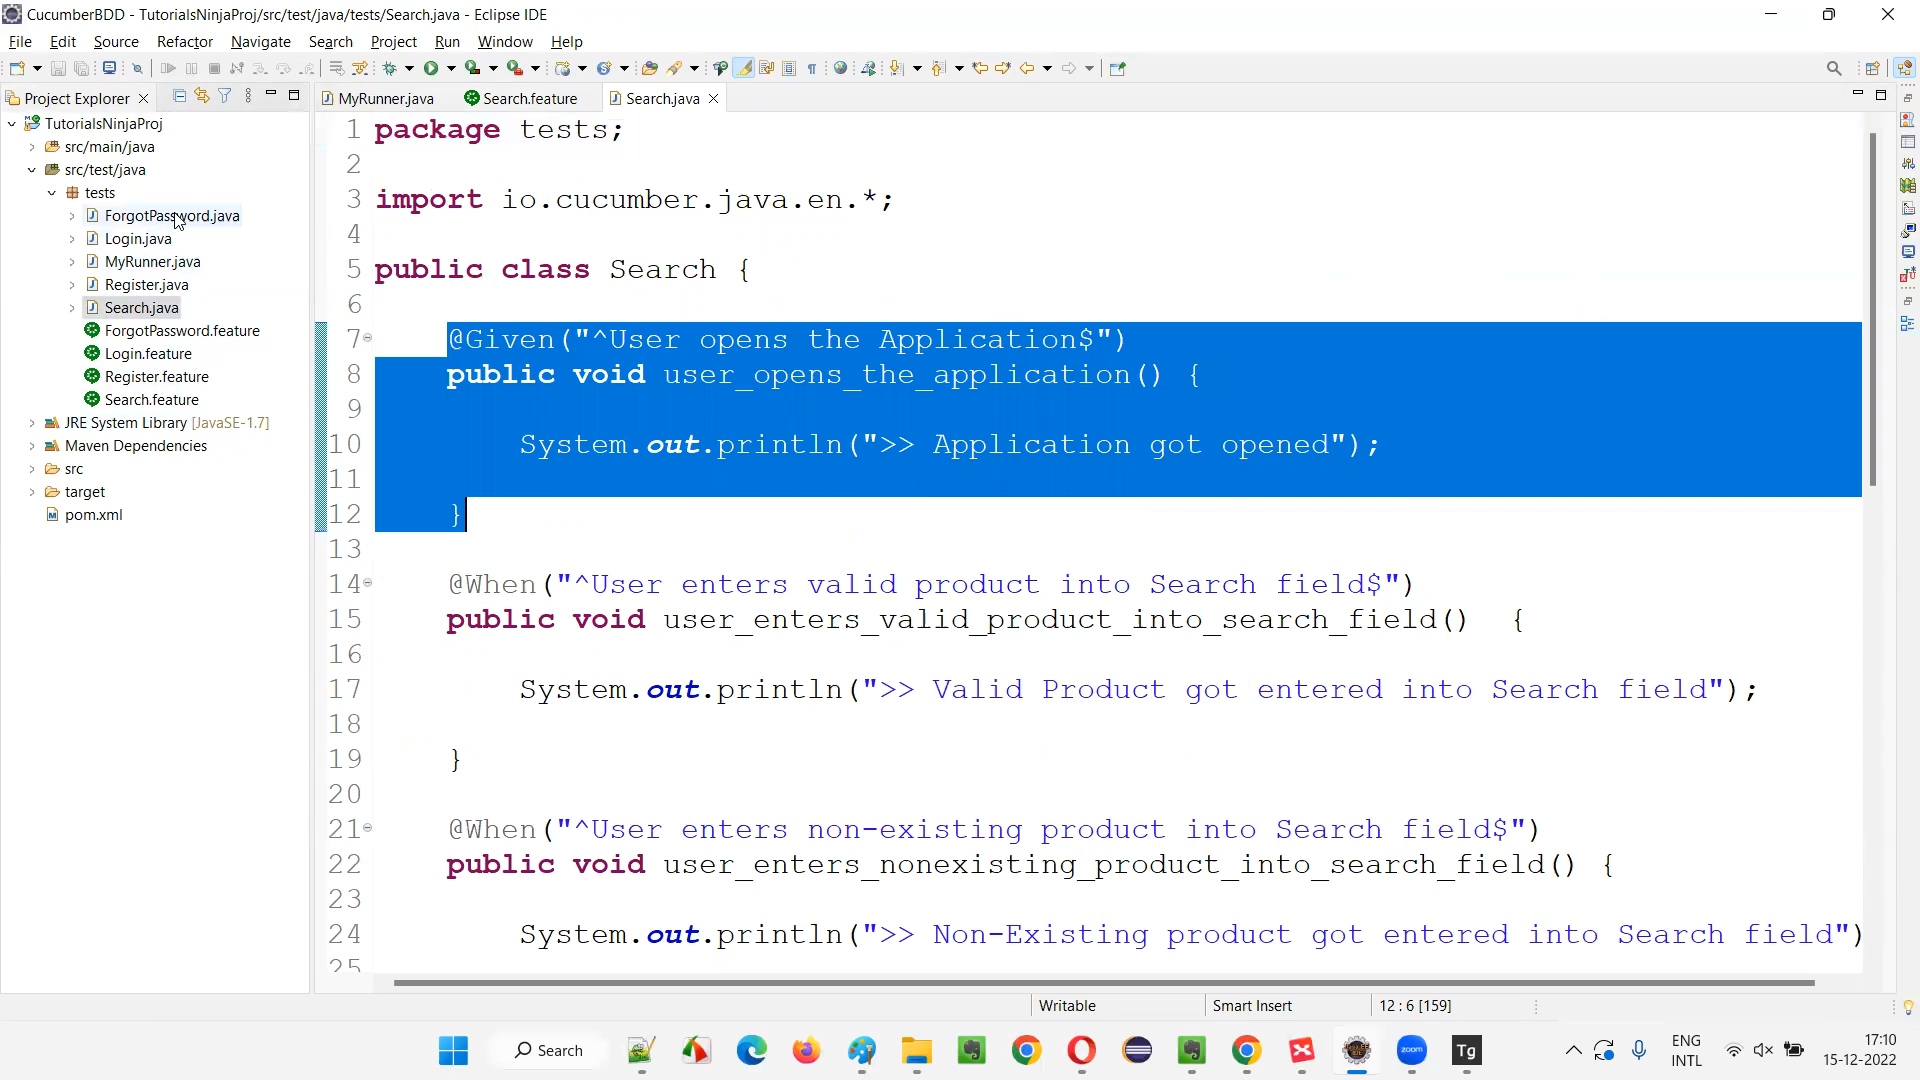 CucumberBDD - TutorialsNinjaProj/src/test/java/tests/Search.java - Eclipse IDE
File Edit Source Refactor Navigate Search Project Run Window Help
Project Explorer
MyRunner.java
Search.feature
Search.java
TutorialsNinjaProj
src/main/java
src/test/java
tests
ForgotPassword.java
Login.java
MyRunner.java
Register.java
Search.java
ForgotPassword.feature
Login.feature
Register.feature
Search.feature
JRE System Library [JavaSE-1.7]
Maven Dependencies
src
target
pom.xml
1 package tests;
2
3 import io.cucumber.java.en.*;
4
5 public class Search {
6
7 @Given("^User opens the Application$")
8 public void user_opens_the_application() {
9
10 System.out.println(">> Application got opened");
11
12 }
13
14 @When("^User enters valid product into Search field$")
15 public void user_enters_valid_product_into_search_field()  {
16
17 System.out.println(">> Valid Product got entered into Search field");
18
19 }
20
21 @When("^User enters non-existing product into Search field$")
22 public void user_enters_nonexisting_product_into_search_field() {
23
24 System.out.println(">> Non-Existing product got entered into Search field")
25
Writable
Smart Insert
12 : 6 [159]
Search
zoom
Tg
ENG
INTL
17:10
15-12-2022